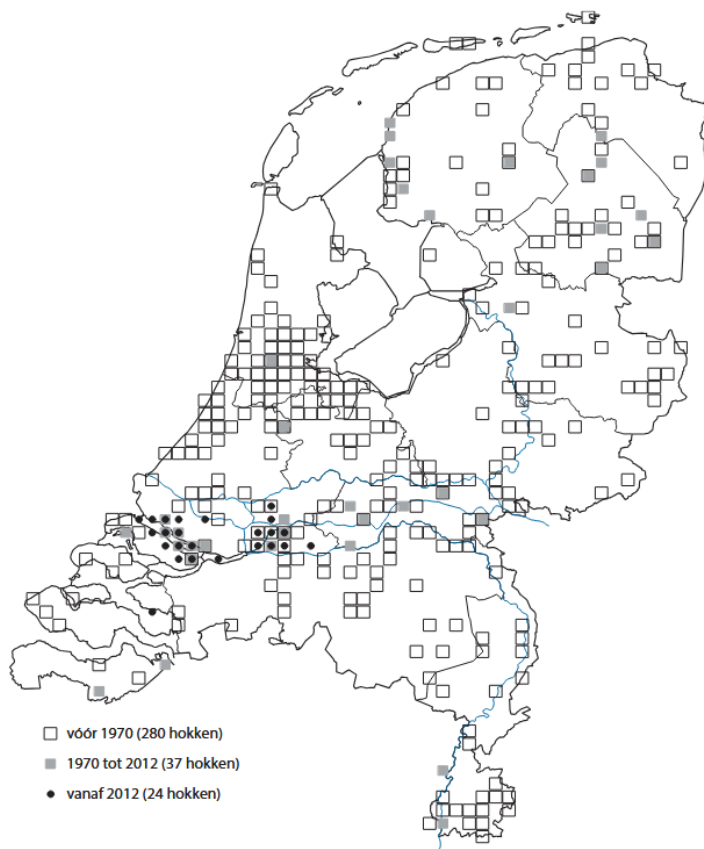 vóór 1970 (280 hokken)
1970 tot 2012 (37 hokken)
vanaf 2012 (24 hokken)